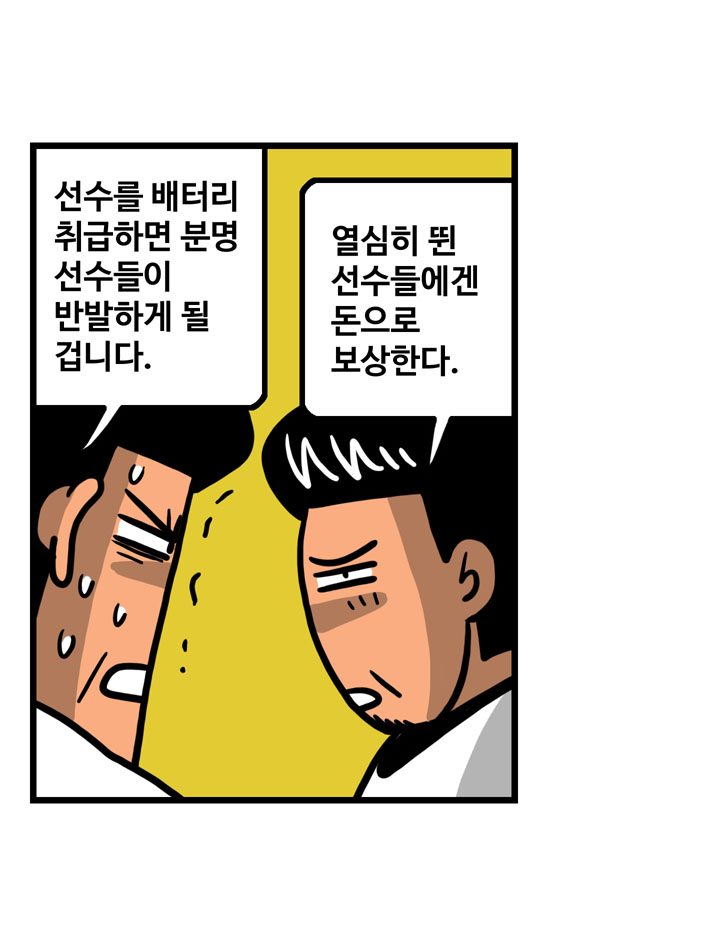 선수를 배터리
취급하면 분명
선수들이
반발하게 될
겁니다.
열심히 뛴
선수들에겐
돈으로
보상한다.